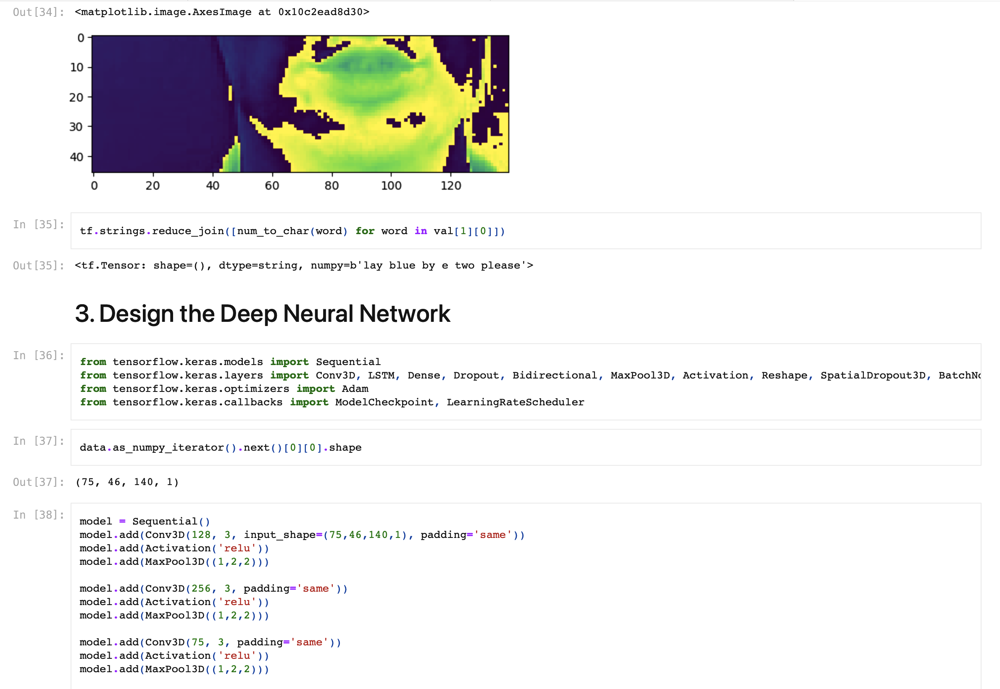 Out[34]: <matplotlib.image.AxesImage at 0x10c2ead8d30>
0
10
20
30
40
0 20 40 60 80 100 120
In [35]: tf.strings.reduce_join([num_to_char(word) for word in val[1][0]])
Out[35]: <tf.Tensor: shape=(), dtype=string, numpy=b'lay blue by e two please'>
3. Design the Deep Neural Network
In [36]: from tensorflow.keras.models import Sequential
from tensorflow.keras.layers import Conv3D, LSTM, Dense, Dropout, Bidirectional, MaxPool3D, Activation, Reshape, SpatialDropout3D,
from tensorflow.keras.optimizers import Adam
from tensorflow.keras.callbacks import ModelCheckpoint, LearningRateScheduler
In [37]: data.as_numpy_iterator().next()[0][0].shape
Out[37]: (75, 46, 140, 1)
In [38]: model = Sequential()
model.add(Conv3D(128, 3, input_shape=(75,46,140,1), padding='same'))
model.add(Activation('relu'))
model.add(MaxPool3D((1,2,2)))
model.add(Conv3D(256, 3, padding='same'))
model.add(Activation('relu'))
model.add(MaxPool3D((1,2,2)))
model.add(Conv3D(75, 3, padding='same'))
model.add(Activation('relu'))
model.add(MaxPool3D((1,2,2)))